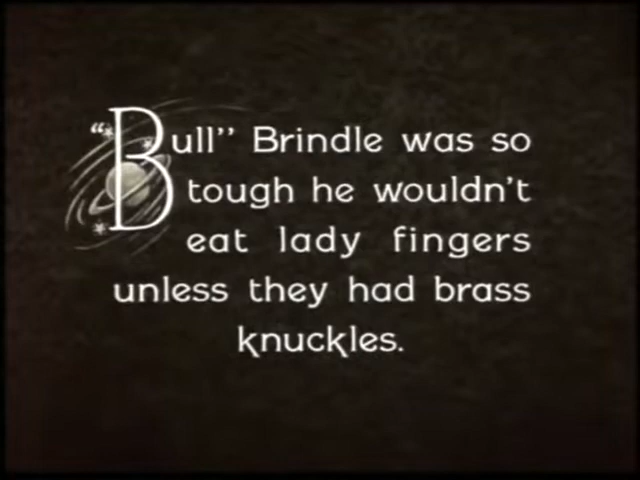 "Bull" Brindle was so
tough he wouldn't
eat lady fingers
unless they had brass
knuckles.